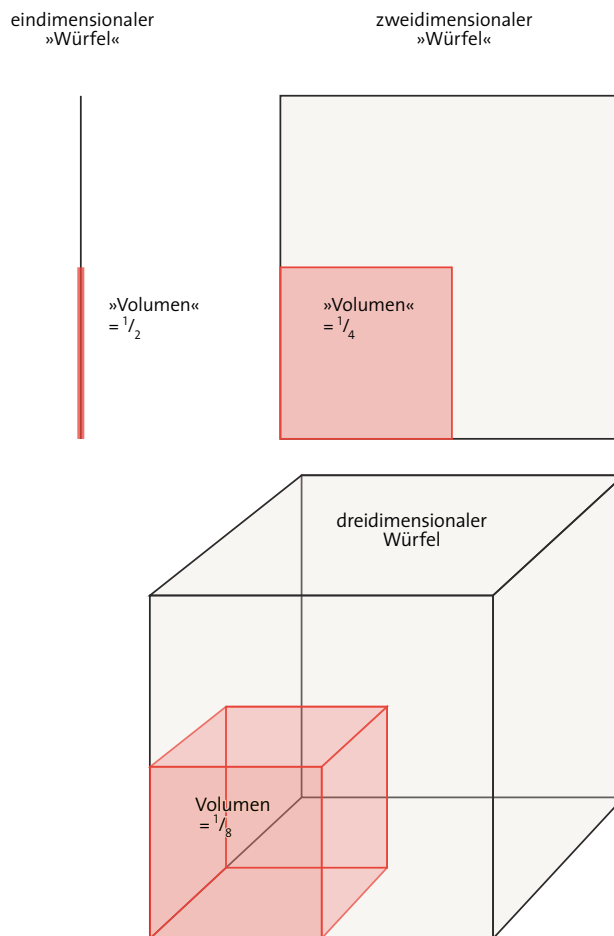 eindimensionaler
»Würfel«
zweidimensionaler
»Würfel«
»Volumen«
= 1/2
»Volumen«
= 1/4
dreidimensionaler
Würfel
Volumen
= 1/8